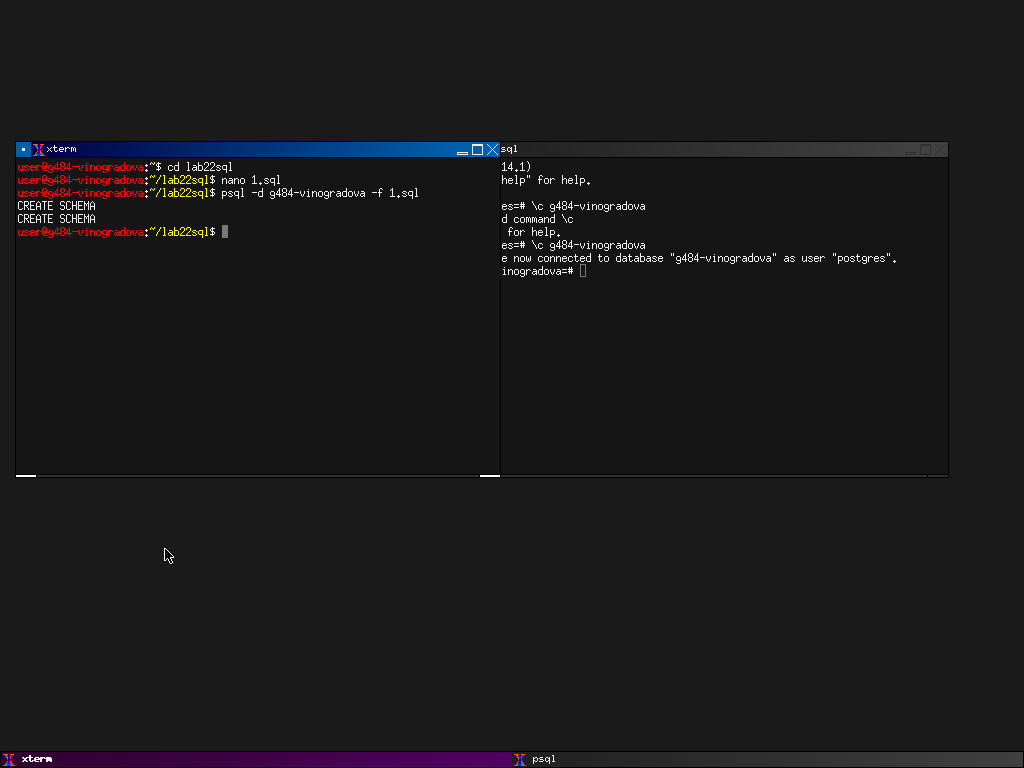 xterm
user@g484-vinogradova:~$ cd lab22sql
user@g484-vinogradova:~/lab22sql$ nano 1.sql
user@g484-vinogradova:~/lab22sql$ psql -d g484-vinogradova -f 1.sql
CREATE SCHEMA
CREATE SCHEMA
user@g484-vinogradova:~/lab22sql$
sql
14.1)
help" for help.
es=# \c g484-vinogradova
d command \c
for help.
es=# \c g484-vinogradova
e now connected to database "g484-vinogradova" as user "postgres".
inogradova=#
xterm
psql